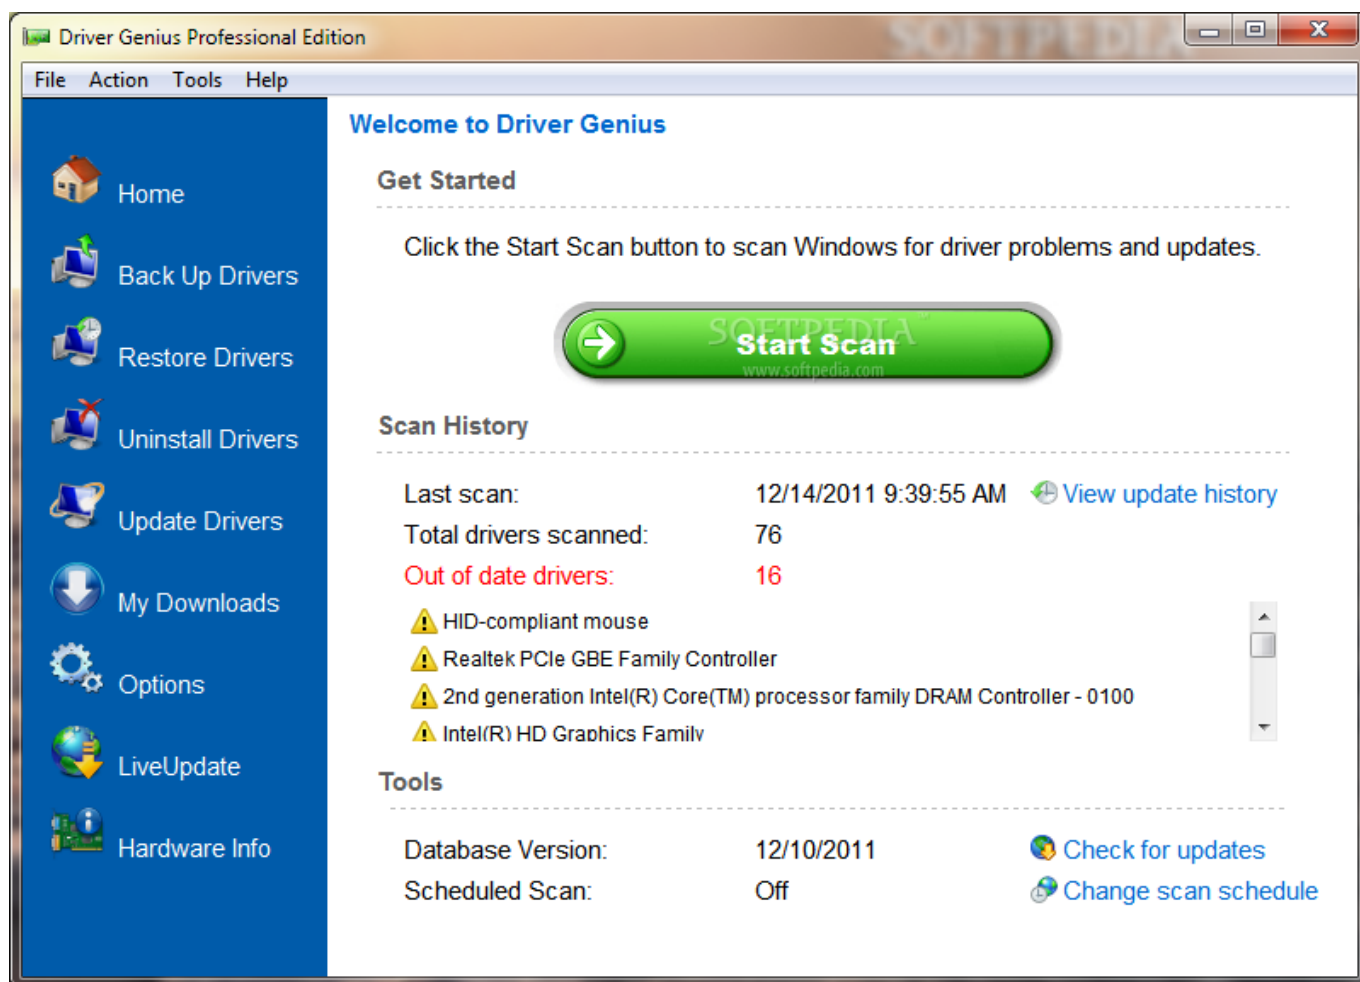 Driver Genius Professional Edition
SOFTPEDIA
File Action Tools Help
Welcome to Driver Genius
Home
Back Up Drivers
Restore Drivers
Uninstall Drivers
Update Drivers
My Downloads
Options
LiveUpdate
Hardware Info
Get Started
Click the Start Scan button to scan Windows for driver problems and updates.
SOFTPEDIA
Start Scan
www.softpedia.com
Scan History
Last scan: 12/14/2011 9:39:55 AM View update history
Total drivers scanned: 76
Out of date drivers: 16
HID-compliant mouse
Realtek PCIe GBE Family Controller
2nd generation Intel(R) Core(TM) processor family DRAM Controller - 0100
Intel(R) HD Graphics Family
Tools
Database Version: 12/10/2011 Check for updates
Scheduled Scan: Off Change scan schedule